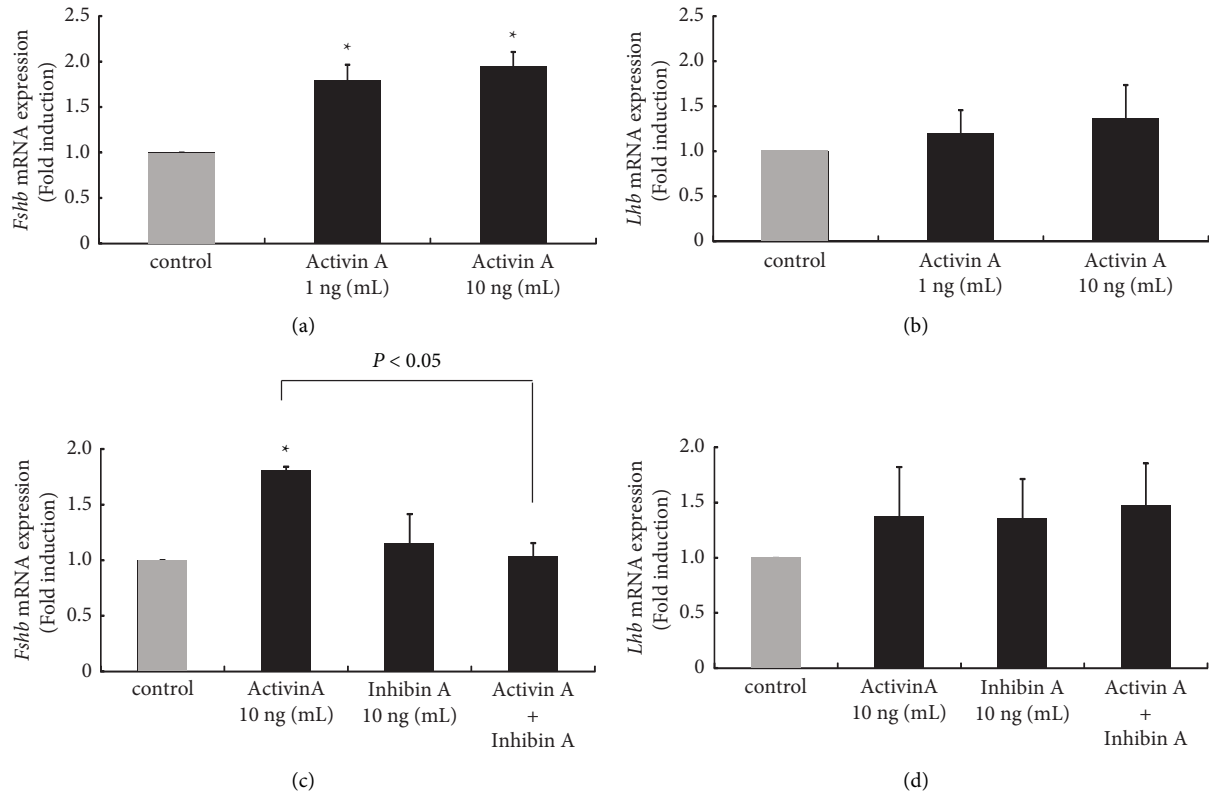 Fshb mRNA expression
(Fold induction)
2.5
2.0
1.5
1.0
0.5
0
*
*
control
Activin A
1 ng (mL)
Activin A
10 ng (mL)
(a)
Lhb mRNA expression
(Fold induction)
2.5
2.0
1.5
1.0
0.5
0
control
Activin A
1 ng (mL)
Activin A
10 ng (mL)
(b)
P < 0.05
Fshb mRNA expression
(Fold induction)
2.0
1.5
1.0
0.5
0
*
control
ActivinA
10 ng (mL)
Inhibin A
10 ng (mL)
Activin A
+
Inhibin A
(c)
Lhb mRNA expression
(Fold induction)
2.0
1.5
1.0
0.5
0
control
ActivinA
10 ng (mL)
Inhibin A
10 ng (mL)
Activin A
+
Inhibin A
(d)